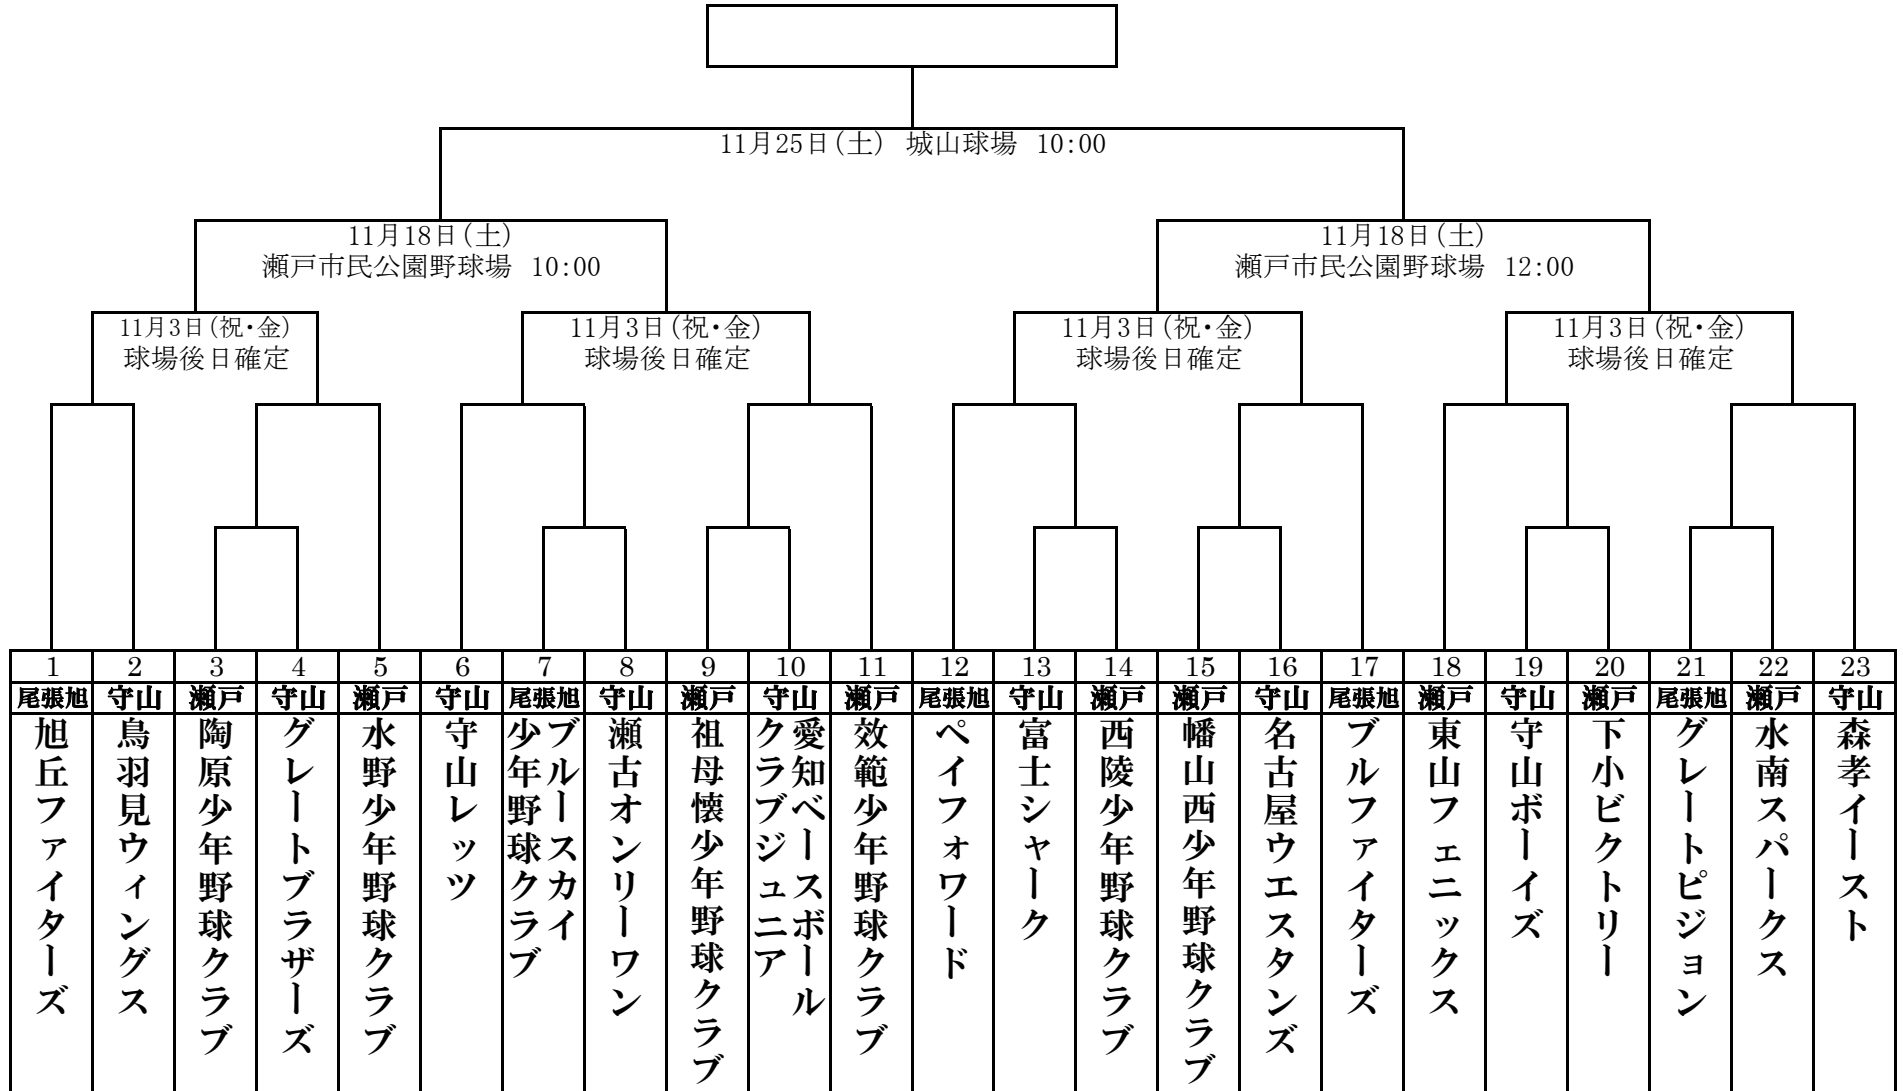 11月25日(土) 城山球場 10:00
11月18日(土)
瀬戸市民公園野球場 10:00
11月18日(土)
瀬戸市民公園野球場 12:00
11月3日(祝・金)
球場後日確定
11月3日(祝・金)
球場後日確定
11月3日(祝・金)
球場後日確定
11月3日(祝・金)
球場後日確定
1
尾張旭
旭丘ファイターズ
2
守山
鳥羽見ウィングス
3
瀬戸
陶原少年野球クラブ
4
守山
グレートブラザーズ
5
瀬戸
水野少年野球クラブ
6
守山
守山レッツ
7
尾張旭
ブルースカイ
少年野球クラブ
8
守山
瀬古オンリーワン
9
瀬戸
祖母懐少年野球クラブ
10
守山
愛知ベースボール
クラブジュニア
11
瀬戸
效範少年野球クラブ
12
尾張旭
ペイフォワード
13
守山
富士シャーク
14
瀬戸
西陵少年野球クラブ
15
瀬戸
幡山西少年野球クラブ
16
守山
名古屋ウエスタンズ
17
尾張旭
ブルファイターズ
18
瀬戸
東山フェニックス
19
守山
守山ボーイズ
20
瀬戸
下小ビクトリー
21
尾張旭
グレートピジョン
22
瀬戸
水南スパークス
23
守山
森孝イースト